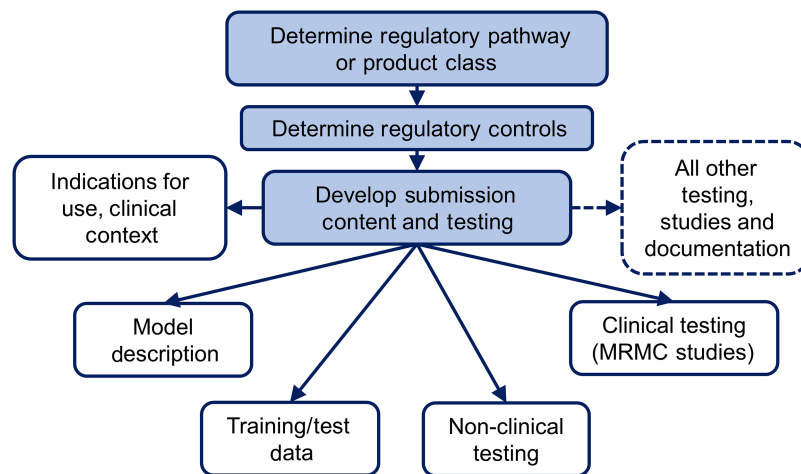 Determine regulatory pathway
or product class
Determine regulatory controls
Indications for
use, clinical
context
Develop submission
content and testing
All other
testing,
studies and
documentation
Model
description
Clinical testing
(MRMC studies)
Training/test
data
Non-clinical
testing